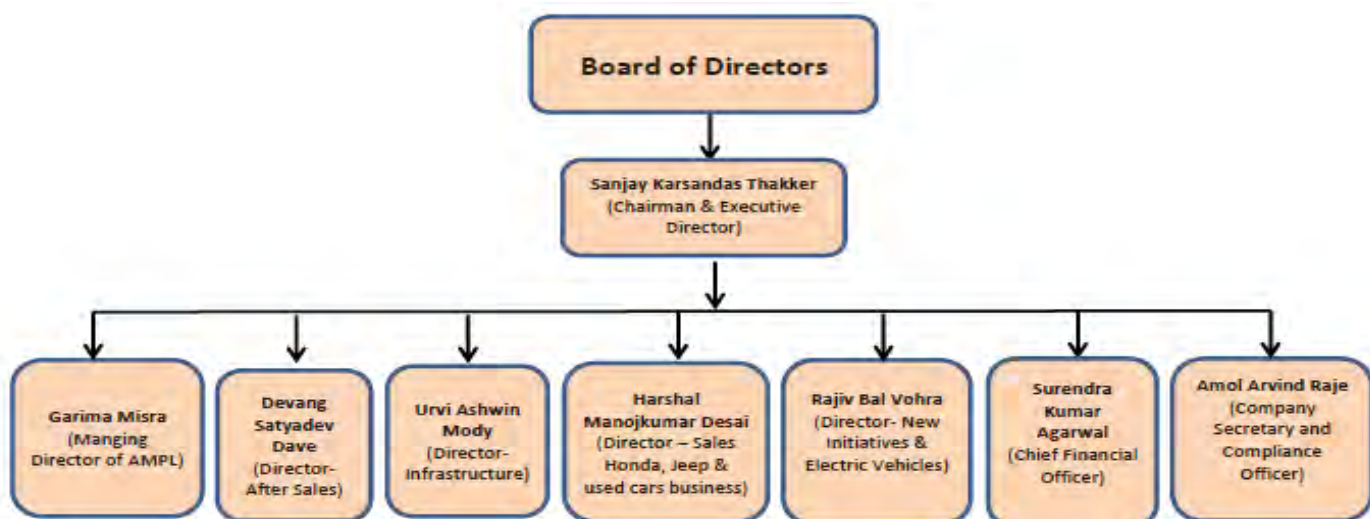 Board of Directors
Sanjay Karsandas Thakker
(Chairman & Executive
Director)
Garima Misra
(Manging
Director of AMPL)
Devang
Satyadev
Dave
(Director-
After Sales)
Urvi Ashwin
Mody
(Director-
Infrastructure)
Harshal
Manojkumar Desai
(Director – Sales
Honda, Jeep &
used cars business)
Rajiv Bal Vohra
(Director- New
Initiatives &
Electric Vehicles)
Surendra
Kumar
Agarwal
(Chief Financial
Officer)
Amol Arvind Raje
(Company
Secretary and
Compliance
Officer)